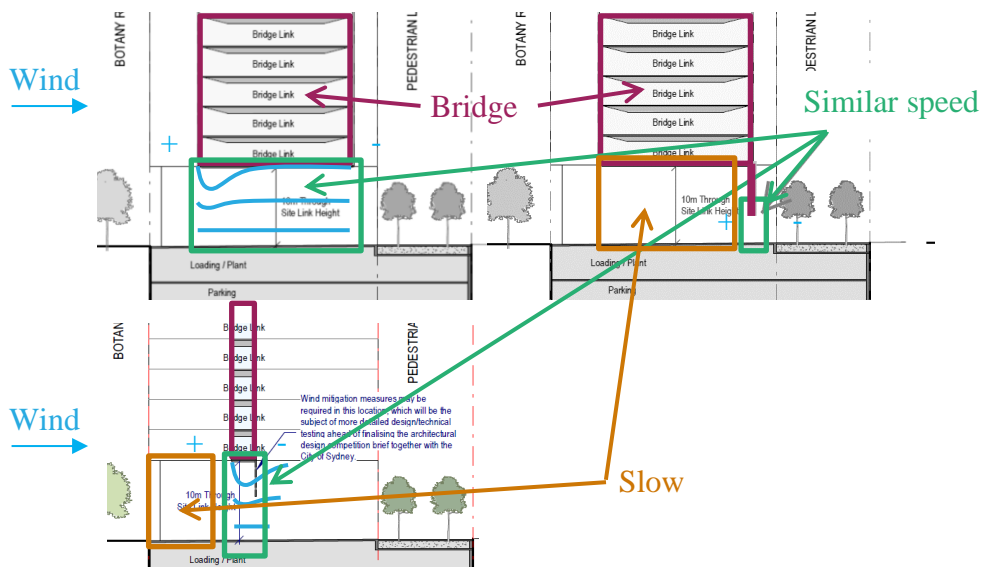 BOTANY R
Bridge Link
Bridge Link
Bridge Link
Bridge Link
Bridge Link
PEDESTRIAN L
Wind
+
-
10m Through
Site Link Height
Loading / Plant
Parking
Bridge
BOTANY R
Bridge Link
Bridge Link
Bridge Link
Bridge Link
Bridge Link
DESTRIAN L
Similar speed
10m Through
Site Link Height
+
-
Loading / Plant
Parking
BOTAN
Bridge Link
Bridge Link
Bridge Link
Bridge Link
Bridge Link
PEDESTRIA
Wind
+
-
Wind mitigation measures may be
required in this location, which will be the
subject of more detailed design/technical
testing ahead of finalising the architectural
design competition brief together with the
City of Sydney.
10m Through
Site Link Height
Loading / Plant
Slow